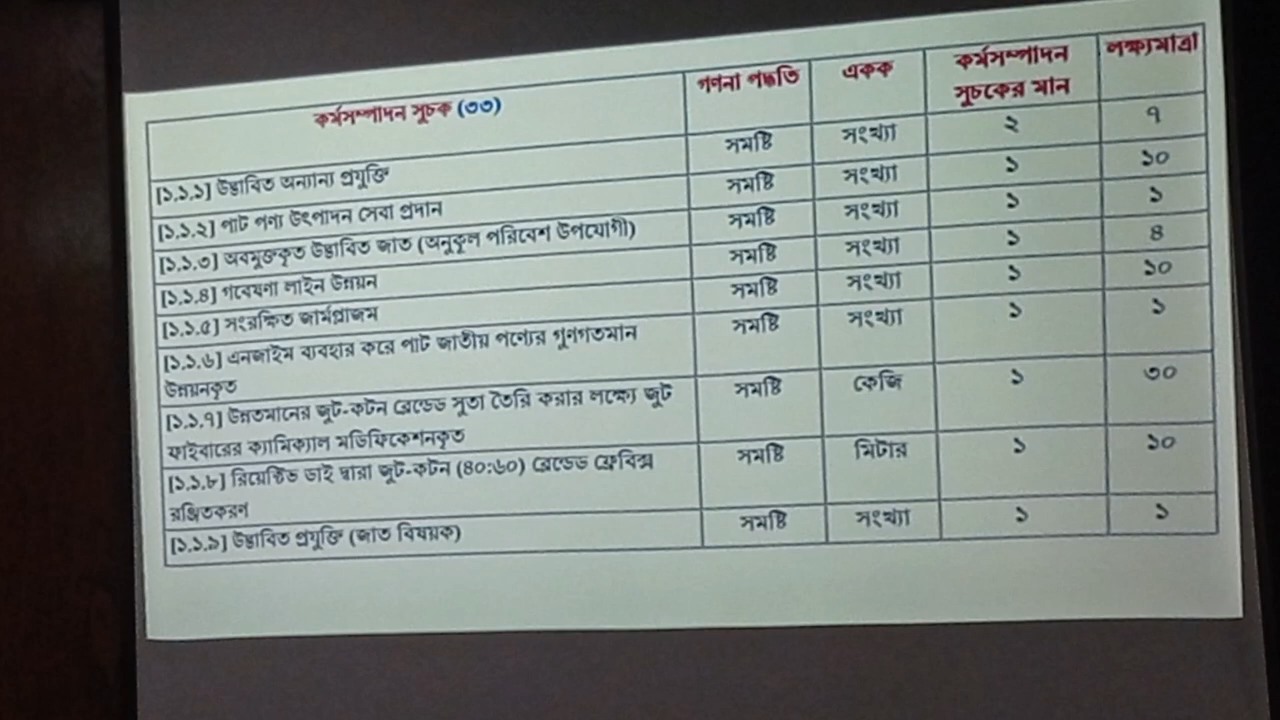 কর্মসম্পাদন সূচক (৩৩) গণনা পদ্ধতি একক কর্মসম্পাদন সূচকের মান লক্ষ্যমাত্রা
[১.১.১] উদ্ভাবিত অন্যান্য প্রযুক্তি সমষ্টি সংখ্যা ২ ৭
[১.১.২] পাট পণ্য উৎপাদন সেবা প্রদান সমষ্টি সংখ্যা ১ ১০
[১.১.৩] অবমুক্তকৃত উদ্ভাবিত জাত (অনুকূল পরিবেশ উপযোগী) সমষ্টি সংখ্যা ১ ১
[১.১.৪] গবেষণা লাইন উন্নয়ন সমষ্টি সংখ্যা ১ ৪
[১.১.৫] সংরক্ষিত জার্মপ্লাজম সমষ্টি সংখ্যা ১ ১০
[১.১.৬] এনজাইম ব্যবহার করে পাট জাতীয় পণ্যের গুণগতমান সমষ্টি সংখ্যা ১ ১
উন্নয়নকৃত
[১.১.৭] উন্নতমানের জুট-কটন ব্লেন্ডেড সুতা তৈরি করার লক্ষ্যে জুট সমষ্টি কেজি ১ ৩০
ফাইবারের ক্যামিক্যাল মডিফিকেশনকৃত
[১.১.৮] রিয়েক্টিভ ডাই দ্বারা জুট-কটন (৪০:৬০) ব্লেন্ডেড ফেব্রিক্স সমষ্টি মিটার ১ ১০
রঞ্জিতকরণ
[১.১.৯] উদ্ভাবিত প্রযুক্তি (জাত বিষয়ক) সমষ্টি সংখ্যা ১ ১